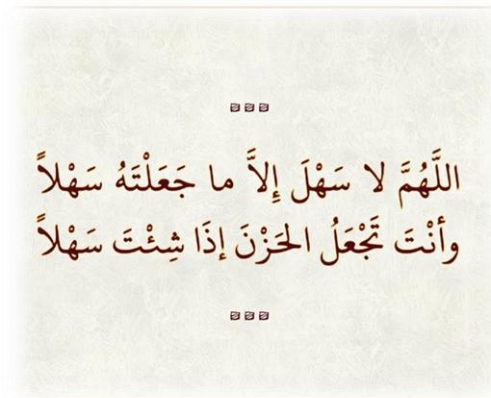 اللَّهُمَّ لا سَهْلَ إِلاَّ ما جَعَلْتَهُ سَهْلاً
وأنْتَ تَجْعَلُ الحَزْنَ إذَا شِئْتَ سَهْلاً